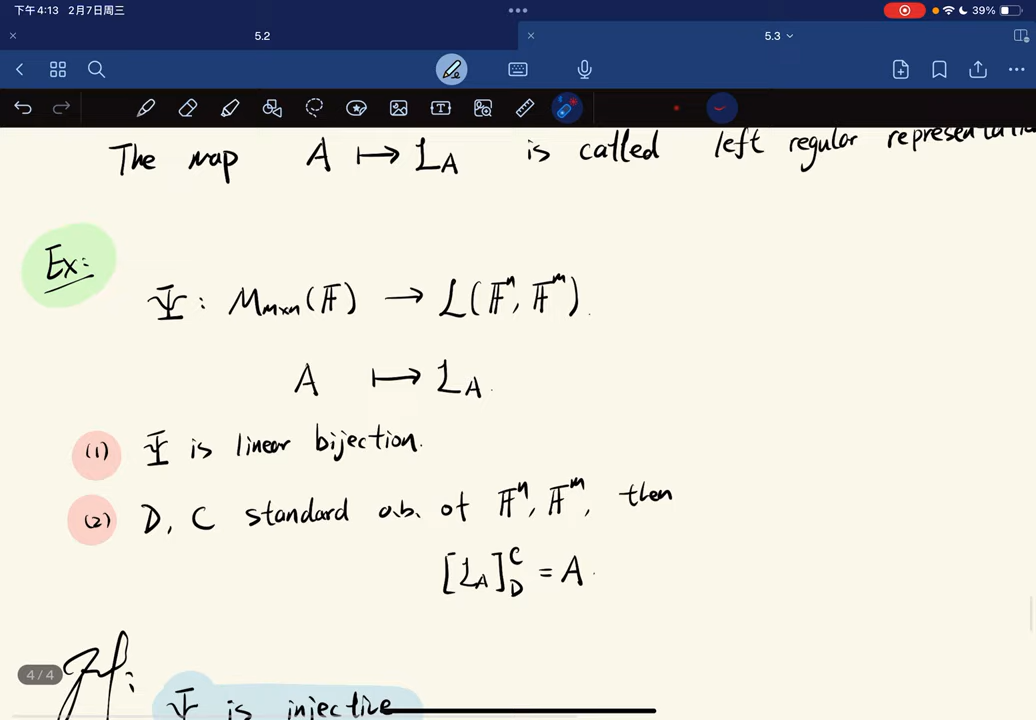 下午4:13 2月7日周三
39%
5.2
5.3
The map A ↦ L_A is called left regular representation
Ex:
Ψ: M_{m×n}(𝔽) → L(𝔽^n, 𝔽^m).
A ↦ L_A.
(1) Ψ is linear bijection.
(2) D, C standard o.b. of 𝔽^n, 𝔽^m, then
[L_A]_D^C = A.
4/4
Ψ is injective